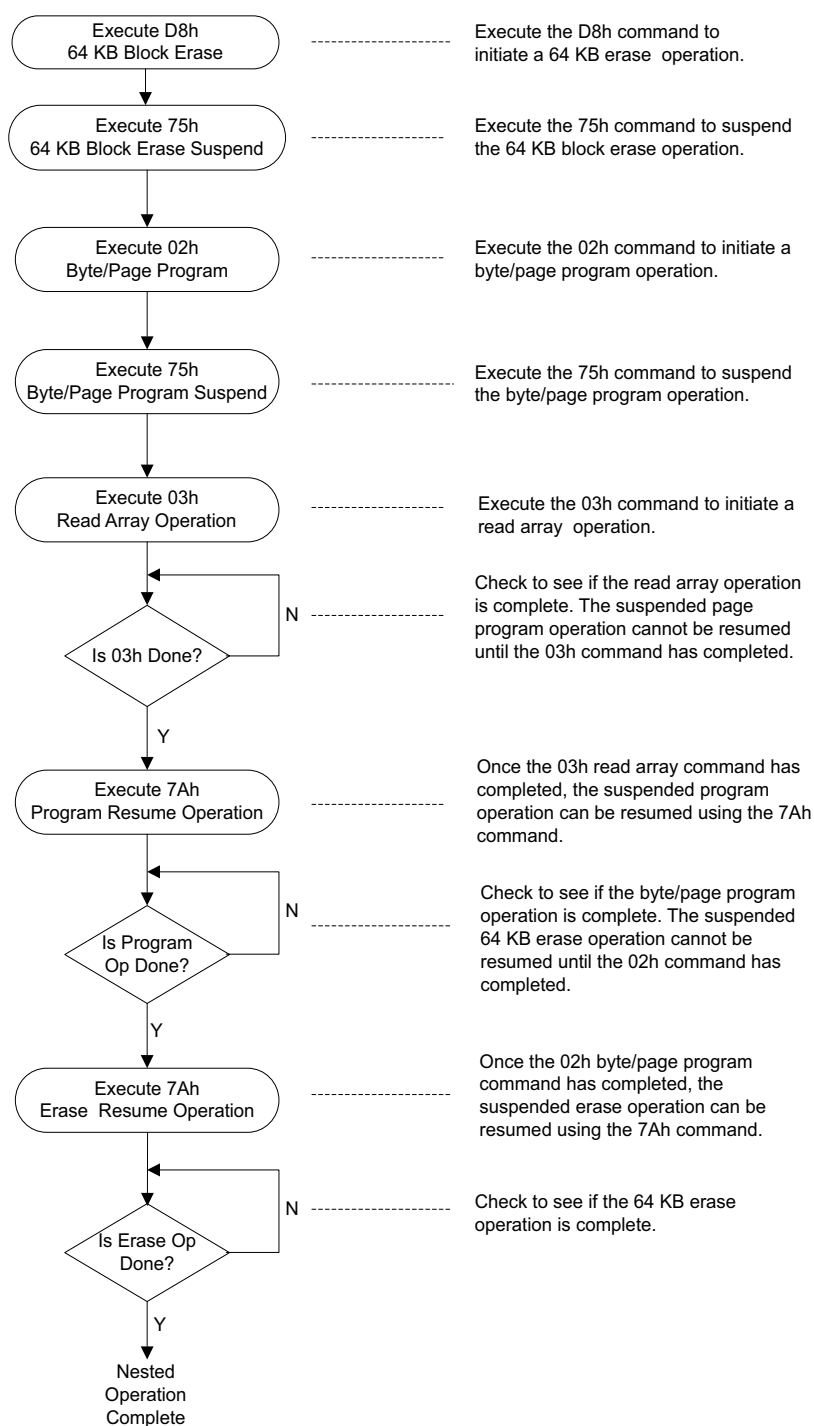 Execute D8h
64 KB Block Erase
Execute the D8h command to
initiate a 64 KB erase operation.
Execute 75h
64 KB Block Erase Suspend
Execute the 75h command to suspend
the 64 KB block erase operation.
Execute 02h
Byte/Page Program
Execute the 02h command to initiate a
byte/page program operation.
Execute 75h
Byte/Page Program Suspend
Execute the 75h command to suspend
the byte/page program operation.
Execute 03h
Read Array Operation
Execute the 03h command to initiate a
read array operation.
Is 03h Done?
N
Y
Check to see if the read array operation
is complete. The suspended page
program operation cannot be resumed
until the 03h command has completed.
Execute 7Ah
Program Resume Operation
Once the 03h read array command has
completed, the suspended program
operation can be resumed using the 7Ah
command.
Is Program
Op Done?
N
Y
Check to see if the byte/page program
operation is complete. The suspended
64 KB erase operation cannot be
resumed until the 02h command has
completed.
Execute 7Ah
Erase Resume Operation
Once the 02h byte/page program
command has completed, the
suspended erase operation can be
resumed using the 7Ah command.
Is Erase Op
Done?
N
Y
Check to see if the 64 KB erase
operation is complete.
Nested
Operation
Complete